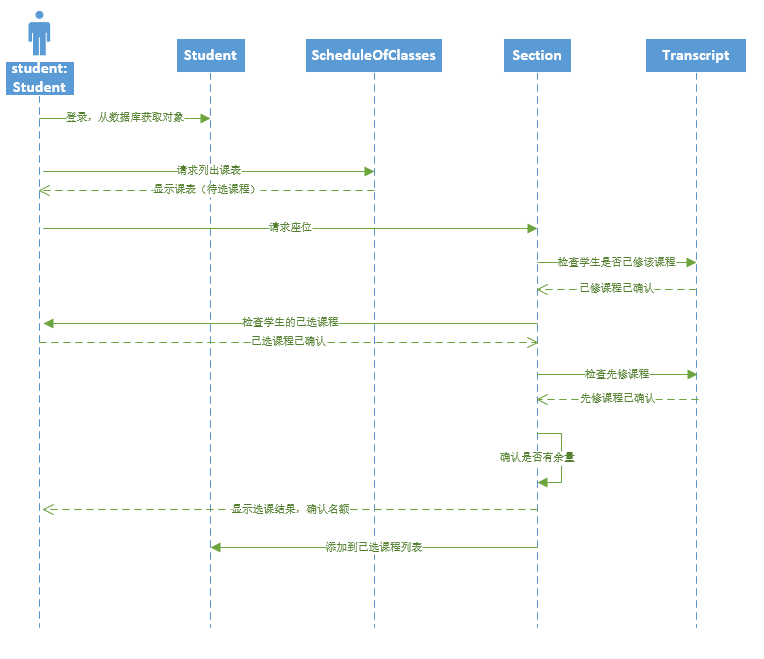 student:
Student
Student
ScheduleOfClasses
Section
Transcript
登录，从数据库获取对象
请求列出课表
显示课表（待选课程）
请求座位
检查学生是否已修该课程
已修课程已确认
检查学生的已选课程
已选课程已确认
检查先修课程
先修课程已确认
确认是否有余量
显示选课结果，确认名额
添加到已选课程列表